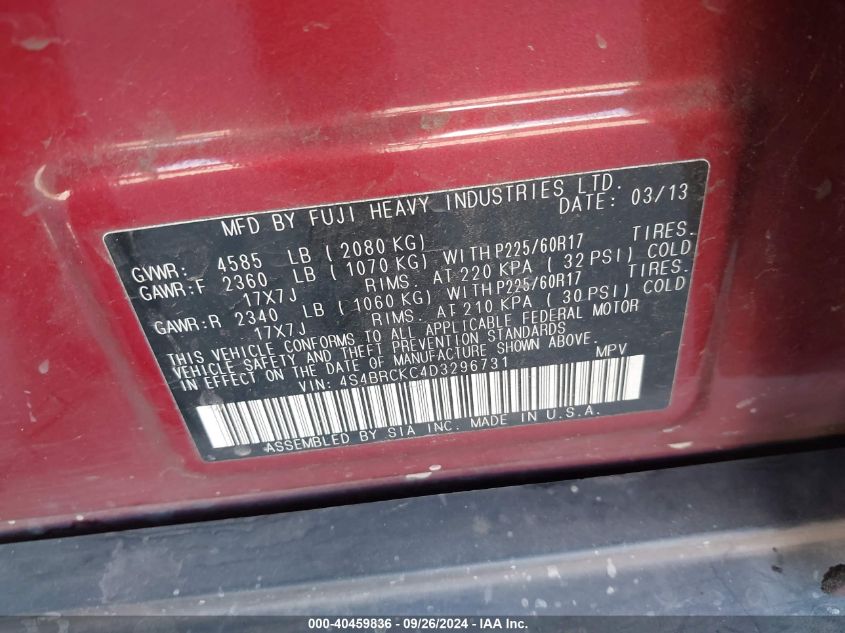 MFD BY FUJI HEAVY INDUSTRIES LTD.
DATE: 03/13
GVWR: 4585 LB (2080 KG)
GAWR:F 2360 LB (1070 KG) WITH P225/60R17 TIRES.
17X7J RIMS. AT 220 KPA (32 PSI) COLD
GAWR:R 2340 LB (1060 KG) WITH P225/60R17 TIRES.
17X7J RIMS. AT 210 KPA (30 PSI) COLD
THIS VEHICLE CONFORMS TO ALL APPLICABLE FEDERAL MOTOR
VEHICLE SAFETY AND THEFT PREVENTION STANDARDS
IN EFFECT ON THE DATE OF MANUFACTURE SHOWN ABOVE.
VIN: 4S4BRCKC4D3296731 MPV
ASSEMBLED BY SIA INC. MADE IN U.S.A.
000-40459836 - 09/26/2024 - IAA Inc.